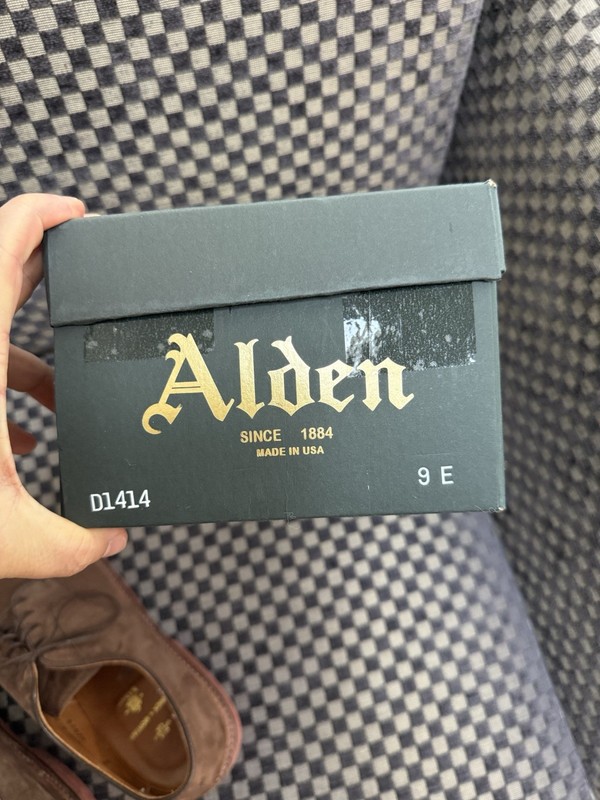 Alden
SINCE 1884
MADE IN USA
9 E
D1414